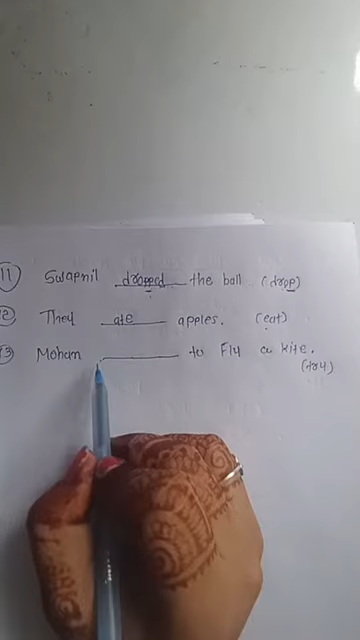 11 Swapnil dropped the ball. (drop)
12 They ate apples. (eat)
13 Mohan ______ to Fly a kite.
(try)